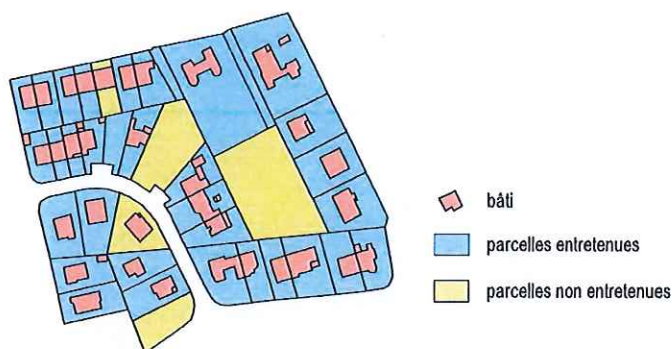 bâti
parcelles entretenues
parcelles non entretenues